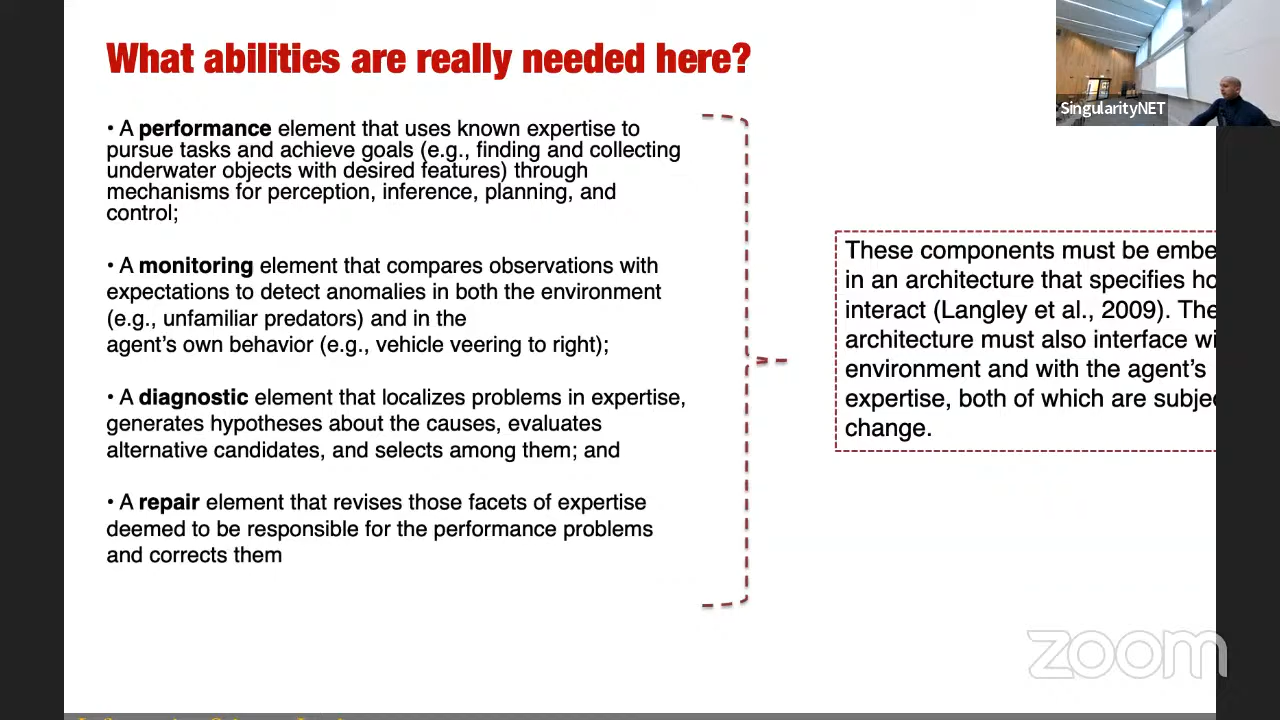 What abilities are really needed here?
• A performance element that uses known expertise to
pursue tasks and achieve goals (e.g., finding and collecting
underwater objects with desired features) through
mechanisms for perception, inference, planning, and
control;
• A monitoring element that compares observations with
expectations to detect anomalies in both the environment
(e.g., unfamiliar predators) and in the
agent's own behavior (e.g., vehicle veering to right);
• A diagnostic element that localizes problems in expertise,
generates hypotheses about the causes, evaluates
alternative candidates, and selects among them; and
• A repair element that revises those facets of expertise
deemed to be responsible for the performance problems
and corrects them
These components must be embe
in an architecture that specifies ho
interact (Langley et al., 2009). The
architecture must also interface wi
environment and with the agent's
expertise, both of which are subjec
change.
SingularityNET
zoom